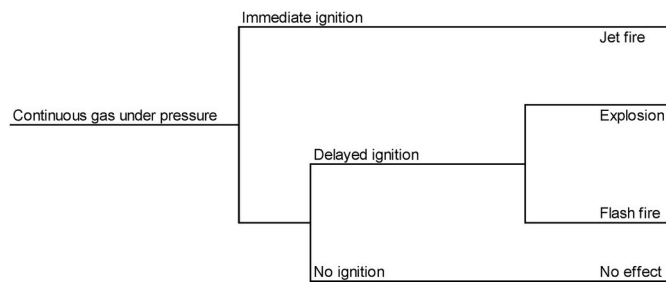 Immediate ignition
Jet fire
Continuous gas under pressure
Explosion
Delayed ignition
Flash fire
No ignition
No effect